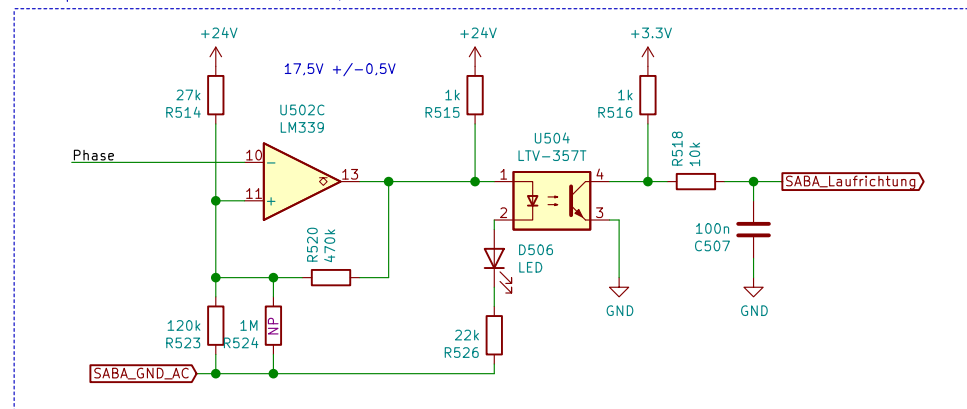 +24V
+24V
+3.3V
17,5V +/-0,5V
27k
R514
U502C
LM339
1k
R515
1k
R516
U504
LTV-357T
R518
10k
Phase
10
-
13
11
+
1
4
2
3
SABA_Laufrichtung
100n
C507
R520
470k
D506
LED
GND
GND
120k
R523
1M
R524
NP
22k
R526
SABA_GND_AC